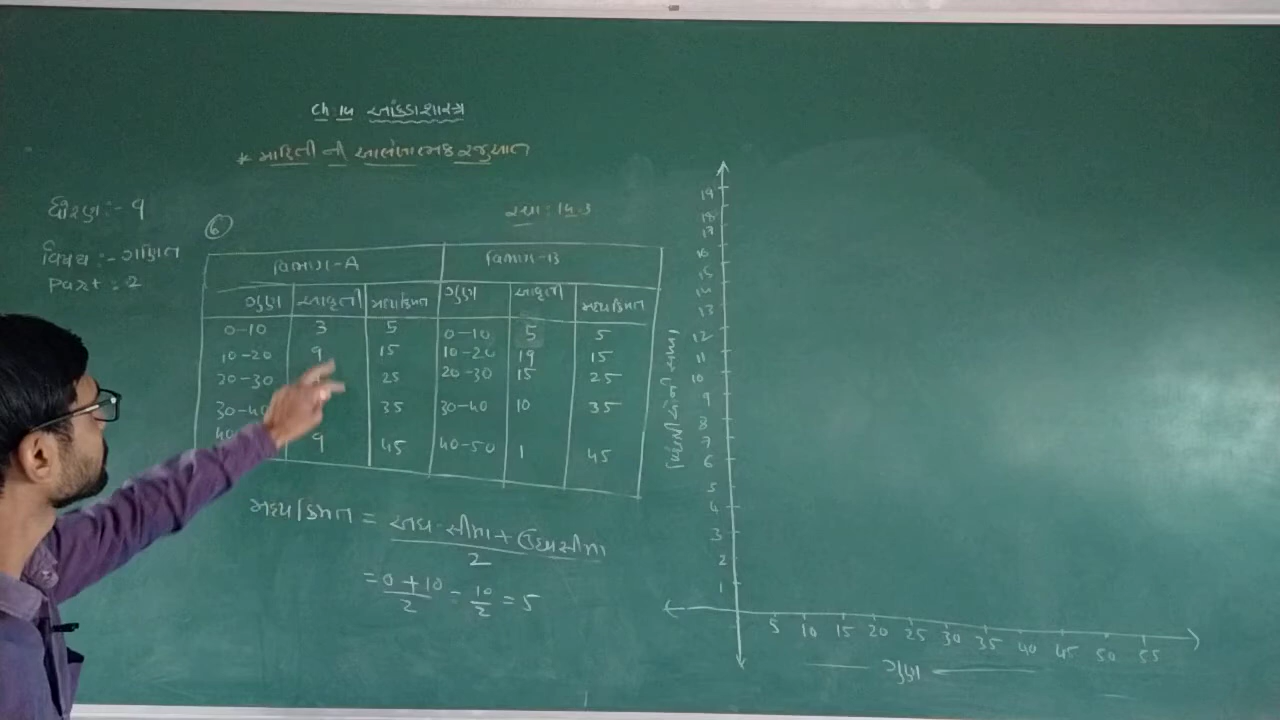 Ch 14 આંકડાશાસ્ત્ર
* માહિતી ની આલેખાત્મક રજુઆત
ધોરણ :- 9
વિષય :- ગણિત
Part : 2
6
સ્વા : 14.3
વિભાગ-A વિભાગ-B
ગુણ આવૃતી મધ્યકિંમત ગુણ આવૃતી મધ્યકિંમત
0-10 3 5 0-10 5 5
10-20 9 15 10-20 19 15
20-30 25 20-30 15 25
30-40 35 30-40 10 35
9 45 40-50 1 45
મધ્યકિંમત = અધ:સીમા + ઉર્ધ્વસીમા
2
= 0 + 10 = 10 = 5
2 2
19
18
17
16
15
14
13
12
11
10
9
8
7
6
5
4
3
2
1
5 10 15 20 25 30 35 40 45 50 55
ગુણ